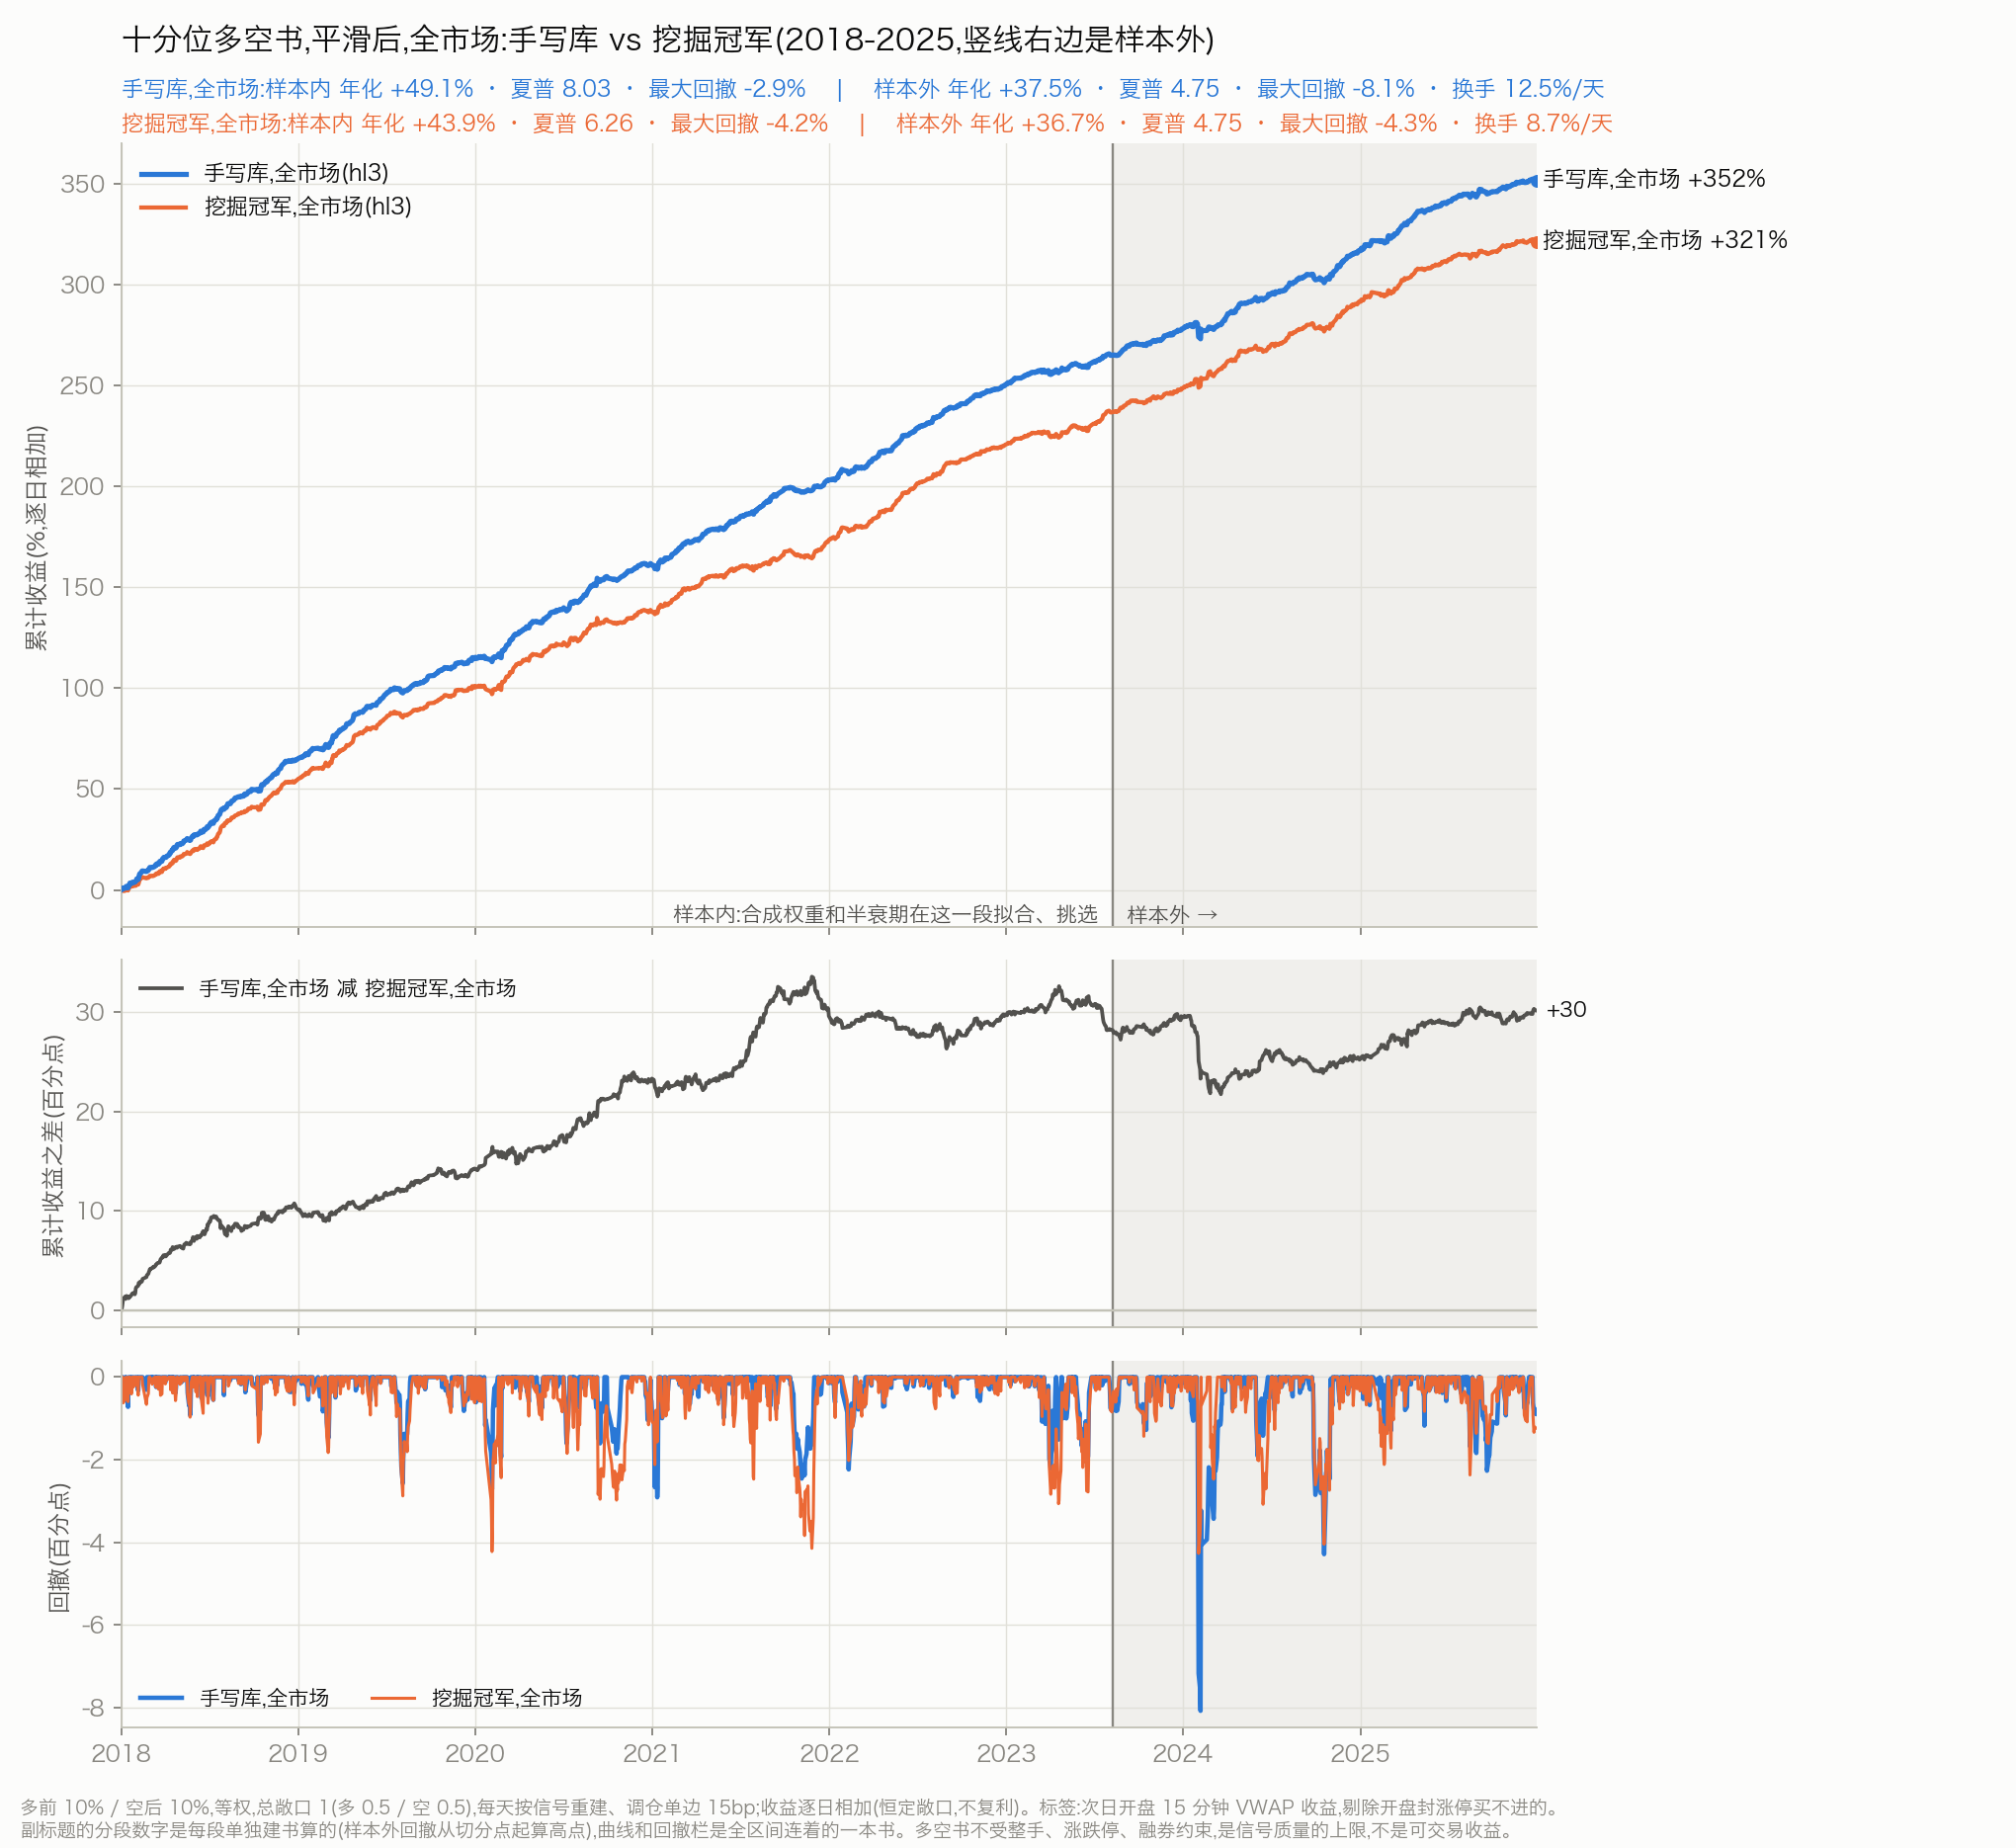 十分位多空书,平滑后,全市场:手写库 vs 挖掘冠军(2018-2025,竖线右边是样本外)
手写库,全市场:样本内 年化 +49.1% · 夏普 8.03 · 最大回撤 -2.9% | 样本外 年化 +37.5% · 夏普 4.75 · 最大回撤 -8.1% · 换手 12.5%/天
挖掘冠军,全市场:样本内 年化 +43.9% · 夏普 6.26 · 最大回撤 -4.2% | 样本外 年化 +36.7% · 夏普 4.75 · 最大回撤 -4.3% · 换手 8.7%/天
手写库,全市场(hl3)
挖掘冠军,全市场(hl3)
手写库,全市场 +352%
挖掘冠军,全市场 +321%
累计收益(%,逐日相加)
350
300
250
200
150
100
50
0
样本内:合成权重和半衰期在这一段拟合、挑选
样本外 →
手写库,全市场 减 挖掘冠军,全市场
+30
累计收益之差(百分点)
30
20
10
0
回撤(百分点)
0
-2
-4
-6
-8
手写库,全市场
挖掘冠军,全市场
2018 2019 2020 2021 2022 2023 2024 2025
多前 10% / 空后 10%,等权,总敞口 1(多 0.5 / 空 0.5),每天按信号重建、调仓单边 15bp;收益逐日相加(恒定敞口,不复利)。标签:次日开盘 15 分钟 VWAP 收益,剔除开盘封涨停买不进的。
副标题的分段数字是每段单独建书算的(样本外回撤从切分点起算高点),曲线和回撤栏是全区间连着的一本书。多空书不受整手、涨跌停、融券约束,是信号质量的上限,不是可交易收益。